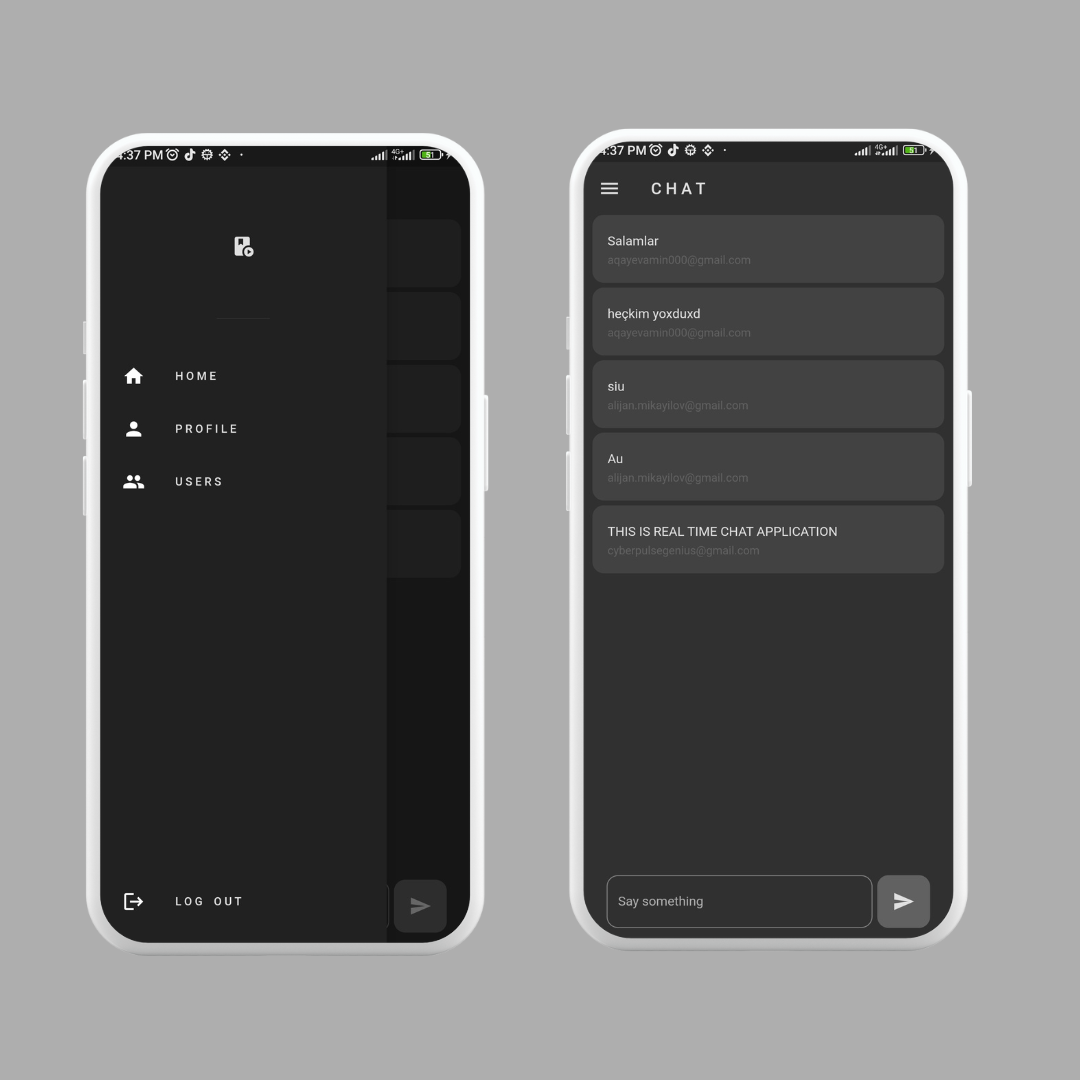 :37 PM
4G+
51
HOME
PROFILE
USERS
LOG OUT
4:37 PM
4G+
51
CHAT
Salamlar
aqayevamin000@gmail.com
heçkim yoxduxd
aqayevamin000@gmail.com
siu
alijan.mikayilov@gmail.com
Au
alijan.mikayilov@gmail.com
THIS IS REAL TIME CHAT APPLICATION
cyberpulsegenius@gmail.com
Say something